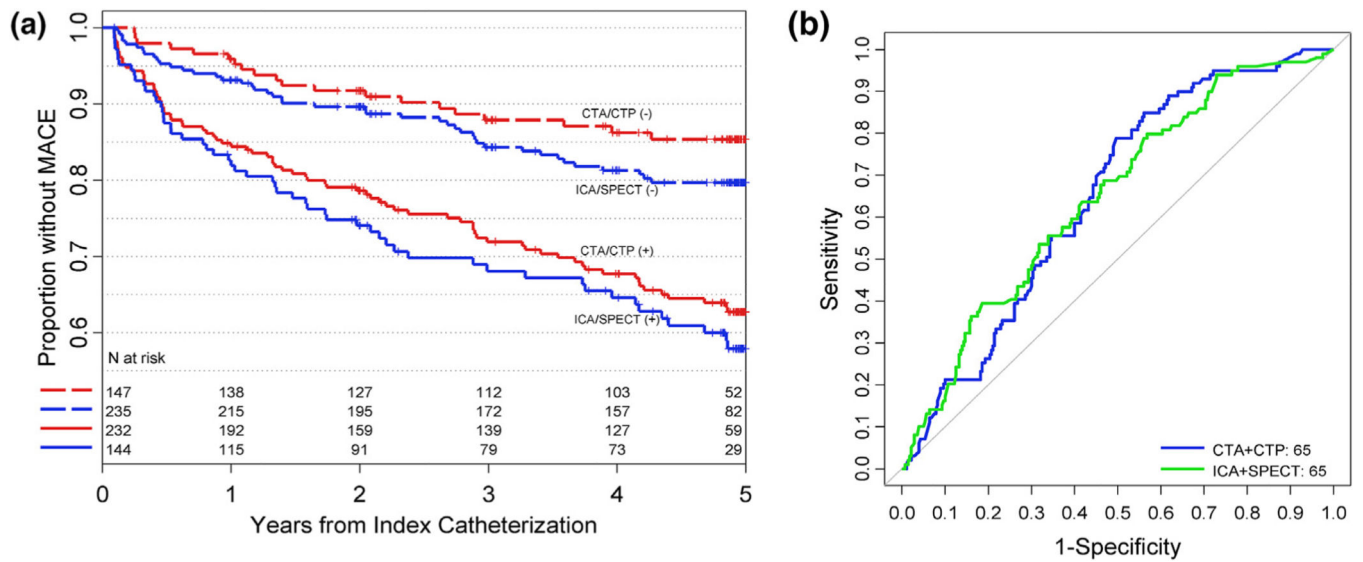 (a)
Proportion without MACE
1.0
0.9
0.8
0.7
0.6
CTA/CTP (-)
ICA/SPECT (-)
CTA/CTP (+)
ICA/SPECT (+)
N at risk
147 138 127 112 103 52
235 215 195 172 157 82
232 192 159 139 127 59
144 115 91 79 73 29
0 1 2 3 4 5
Years from Index Catheterization
(b)
Sensitivity
1.0
0.9
0.8
0.7
0.6
0.5
0.4
0.3
0.2
0.1
0.0
CTA+CTP: 65
ICA+SPECT: 65
0.0 0.1 0.2 0.3 0.4 0.5 0.6 0.7 0.8 0.9 1.0
1-Specificity